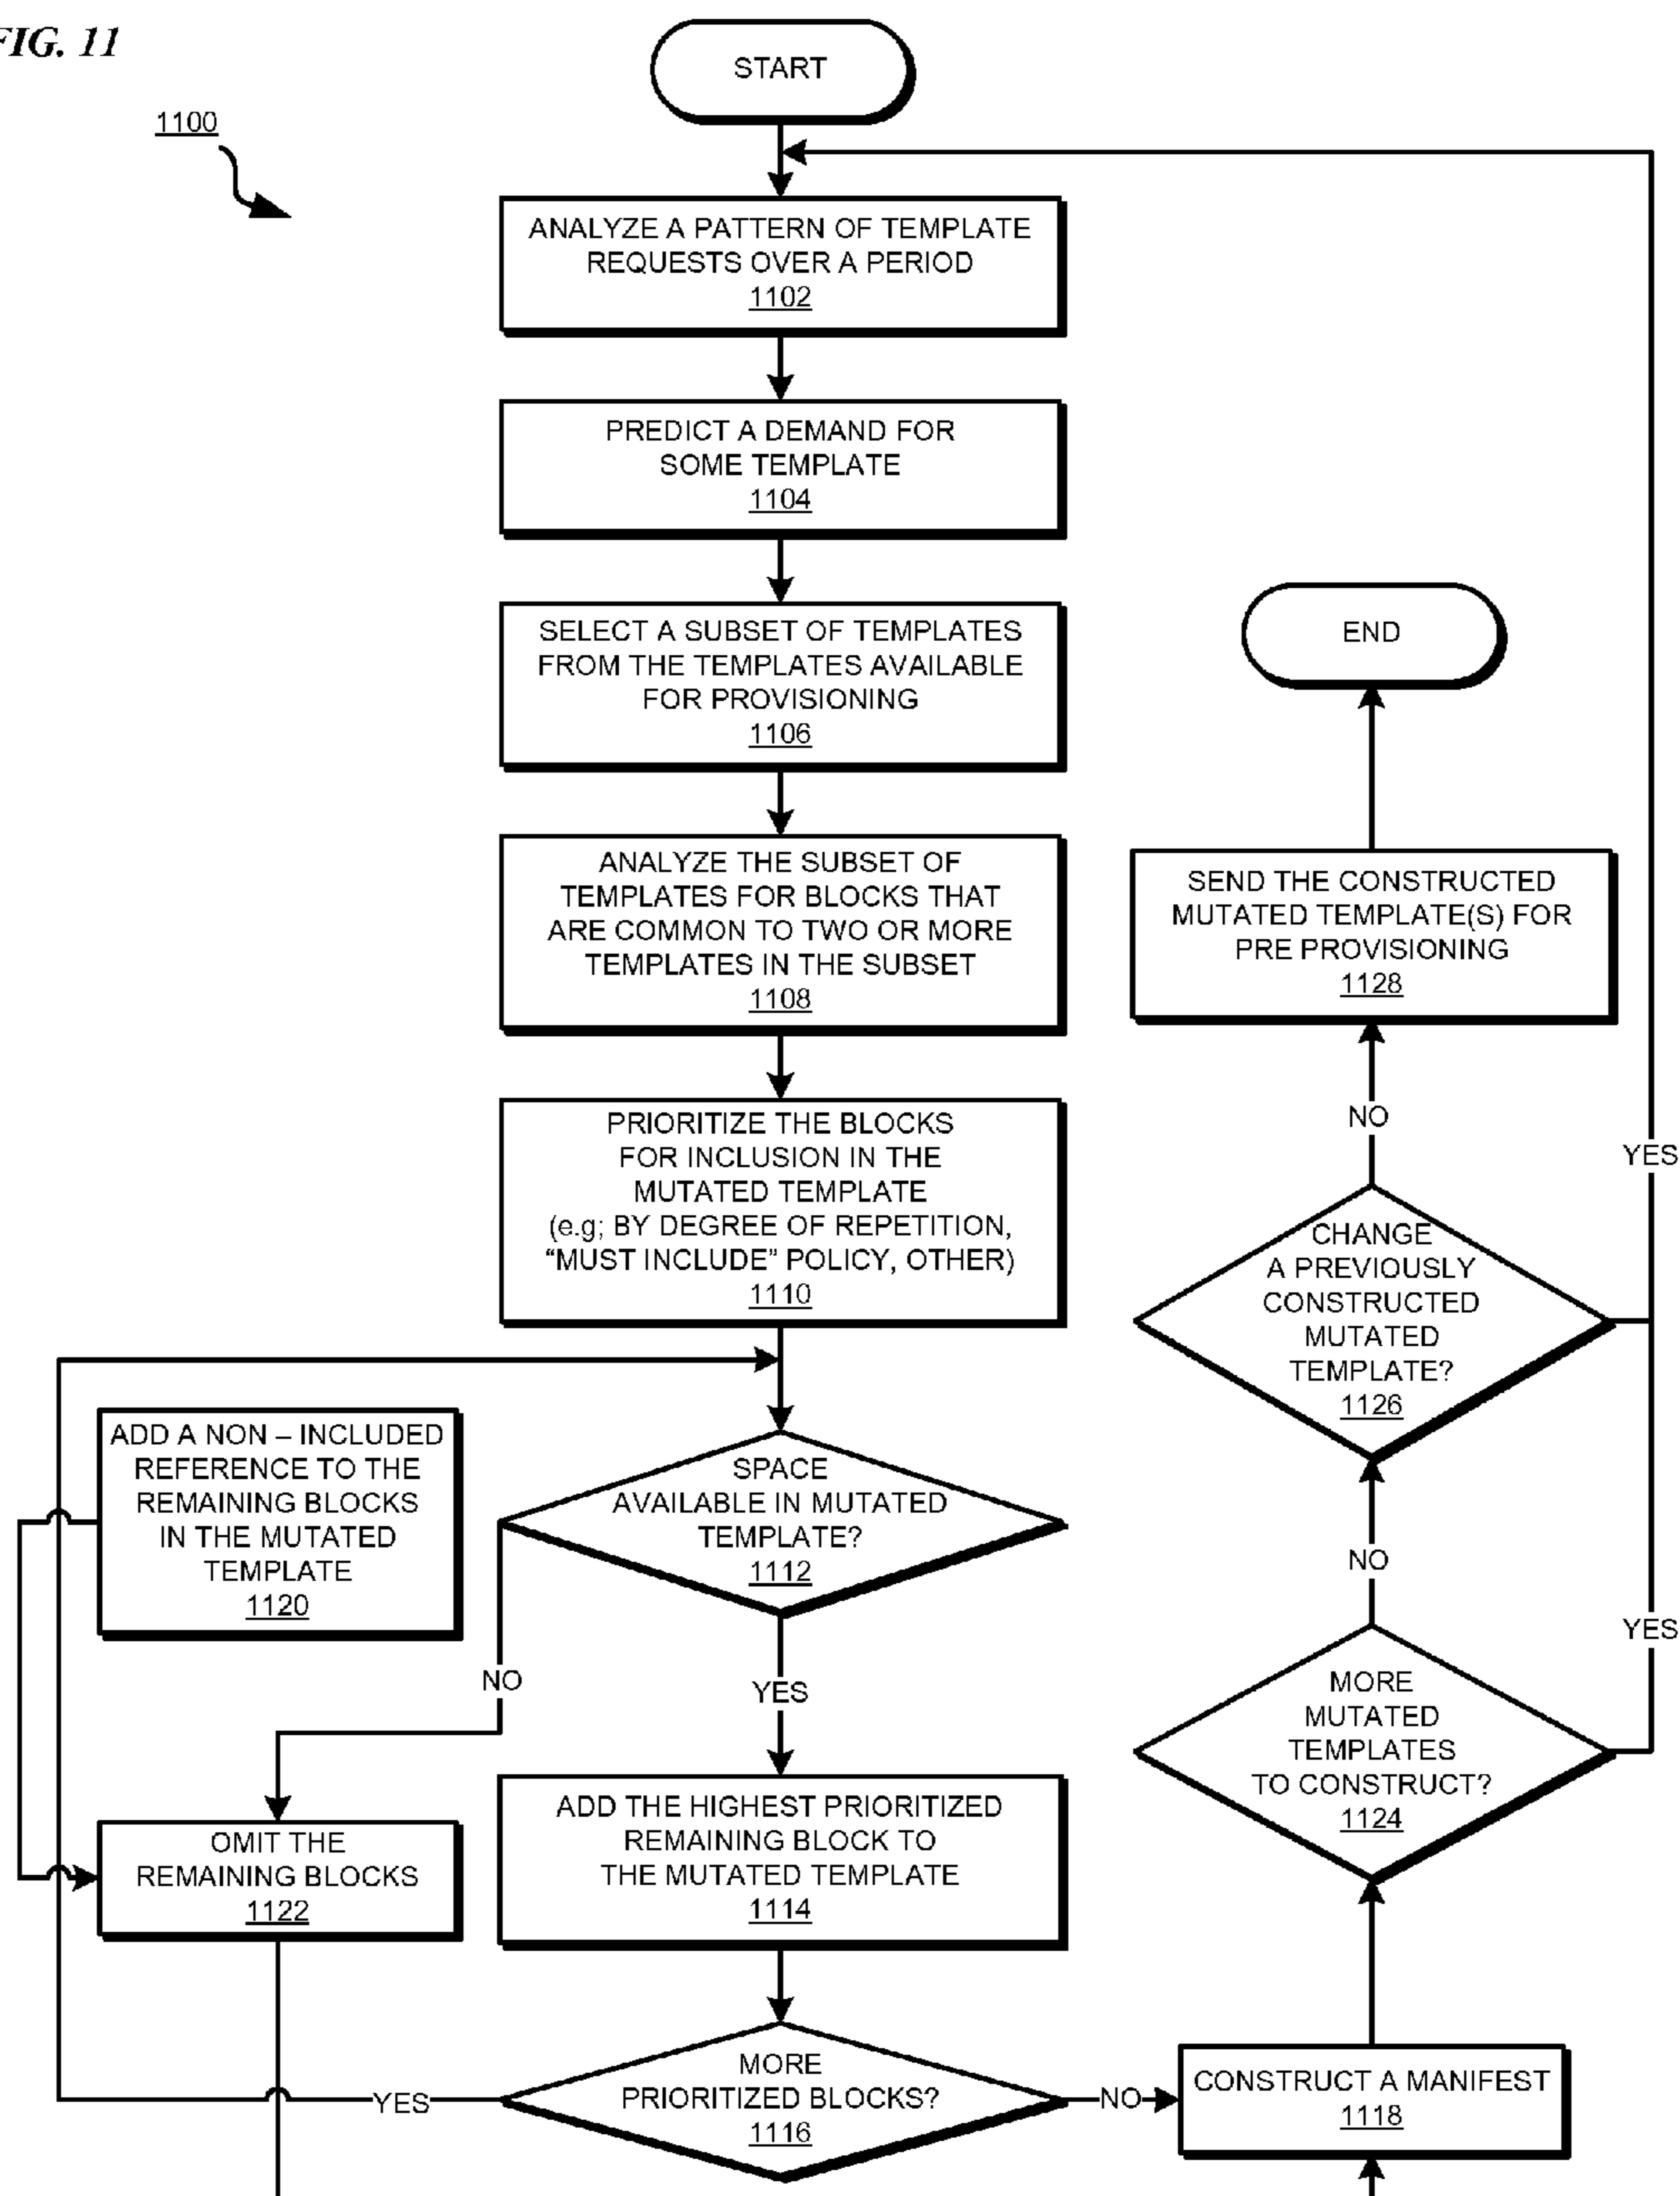 FIG. 11
1100
START
ANALYZE A PATTERN OF TEMPLATE
REQUESTS OVER A PERIOD
1102
PREDICT A DEMAND FOR
SOME TEMPLATE
1104
SELECT A SUBSET OF TEMPLATES
FROM THE TEMPLATES AVAILABLE
FOR PROVISIONING
1106
ANALYZE THE SUBSET OF
TEMPLATES FOR BLOCKS THAT
ARE COMMON TO TWO OR MORE
TEMPLATES IN THE SUBSET
1108
PRIORITIZE THE BLOCKS
FOR INCLUSION IN THE
MUTATED TEMPLATE
(e.g; BY DEGREE OF REPETITION,
“MUST INCLUDE” POLICY, OTHER)
1110
SPACE
AVAILABLE IN MUTATED
TEMPLATE?
1112
NO
YES
ADD A NON – INCLUDED
REFERENCE TO THE
REMAINING BLOCKS
IN THE MUTATED
TEMPLATE
1120
OMIT THE
REMAINING BLOCKS
1122
ADD THE HIGHEST PRIORITIZED
REMAINING BLOCK TO
THE MUTATED TEMPLATE
1114
MORE
PRIORITIZED BLOCKS?
1116
YES
NO
CONSTRUCT A MANIFEST
1118
MORE
MUTATED
TEMPLATES
TO CONSTRUCT?
1124
YES
NO
CHANGE
A PREVIOUSLY
CONSTRUCTED
MUTATED
TEMPLATE?
1126
YES
NO
SEND THE CONSTRUCTED
MUTATED TEMPLATE(S) FOR
PRE PROVISIONING
1128
END